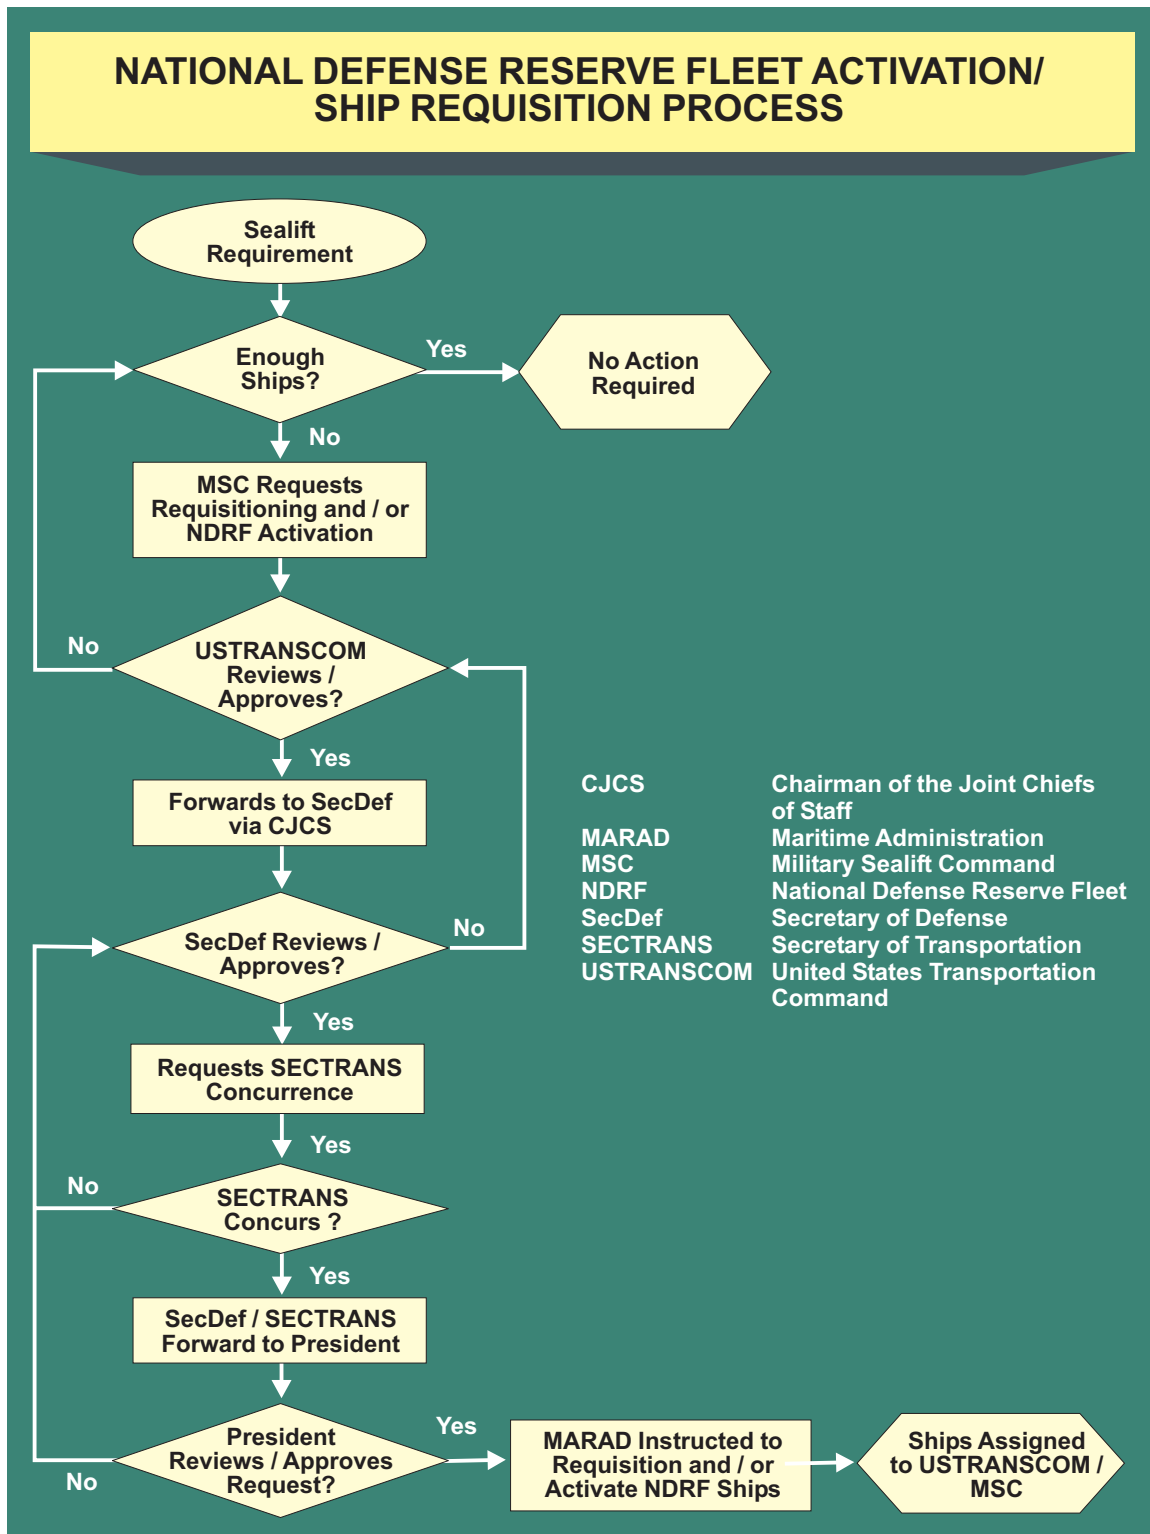 NATIONAL DEFENSE RESERVE FLEET ACTIVATION/
SHIP REQUISITION PROCESS
Sealift
Requirement
Enough
Ships?
Yes
No Action
Required
No
MSC Requests
Requisitioning and / or
NDRF Activation
No
USTRANSCOM
Reviews /
Approves?
Yes
Forwards to SecDef
via CJCS
CJCS Chairman of the Joint Chiefs
of Staff
MARAD Maritime Administration
MSC Military Sealift Command
NDRF National Defense Reserve Fleet
SecDef Secretary of Defense
SECTRANS Secretary of Transportation
USTRANSCOM United States Transportation
Command
SecDef Reviews /
Approves?
No
Yes
Requests SECTRANS
Concurrence
Yes
No
SECTRANS
Concurs ?
Yes
SecDef / SECTRANS
Forward to President
President
Reviews / Approves
Request?
No
Yes
MARAD Instructed to
Requisition and / or
Activate NDRF Ships
Ships Assigned
to USTRANSCOM /
MSC